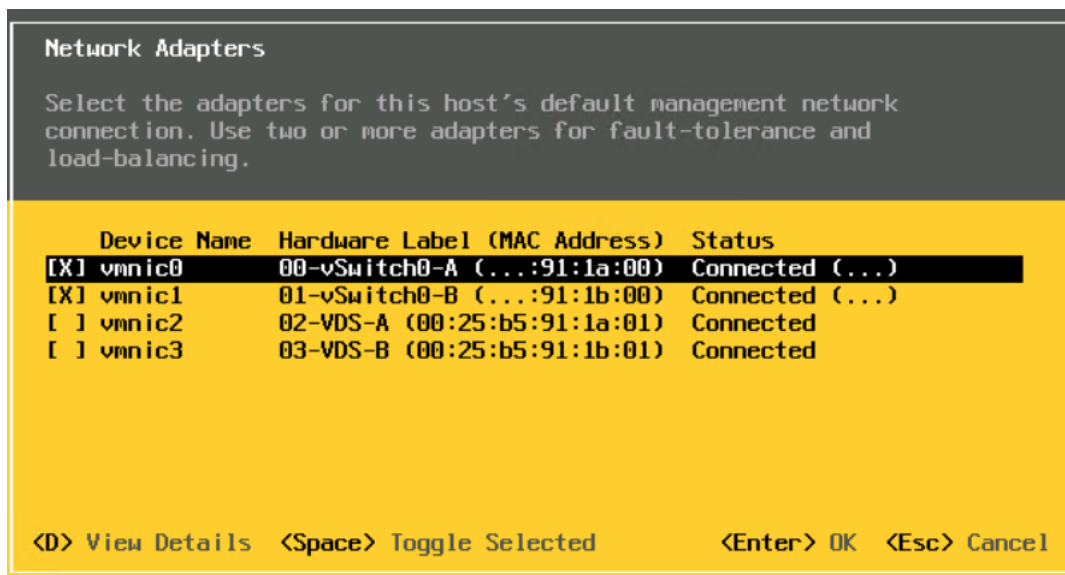 Network Adapters
Select the adapters for this host's default management network
connection. Use two or more adapters for fault-tolerance and
load-balancing.
Device Name Hardware Label (MAC Address) Status
[X] vmnic0 00-vSwitch0-A (...:91:1a:00) Connected (...)
[X] vmnic1 01-vSwitch0-B (...:91:1b:00) Connected (...)
[ ] vmnic2 02-VDS-A (00:25:b5:91:1a:01) Connected
[ ] vmnic3 03-VDS-B (00:25:b5:91:1b:01) Connected
<D> View Details <Space> Toggle Selected <Enter> OK <Esc> Cancel